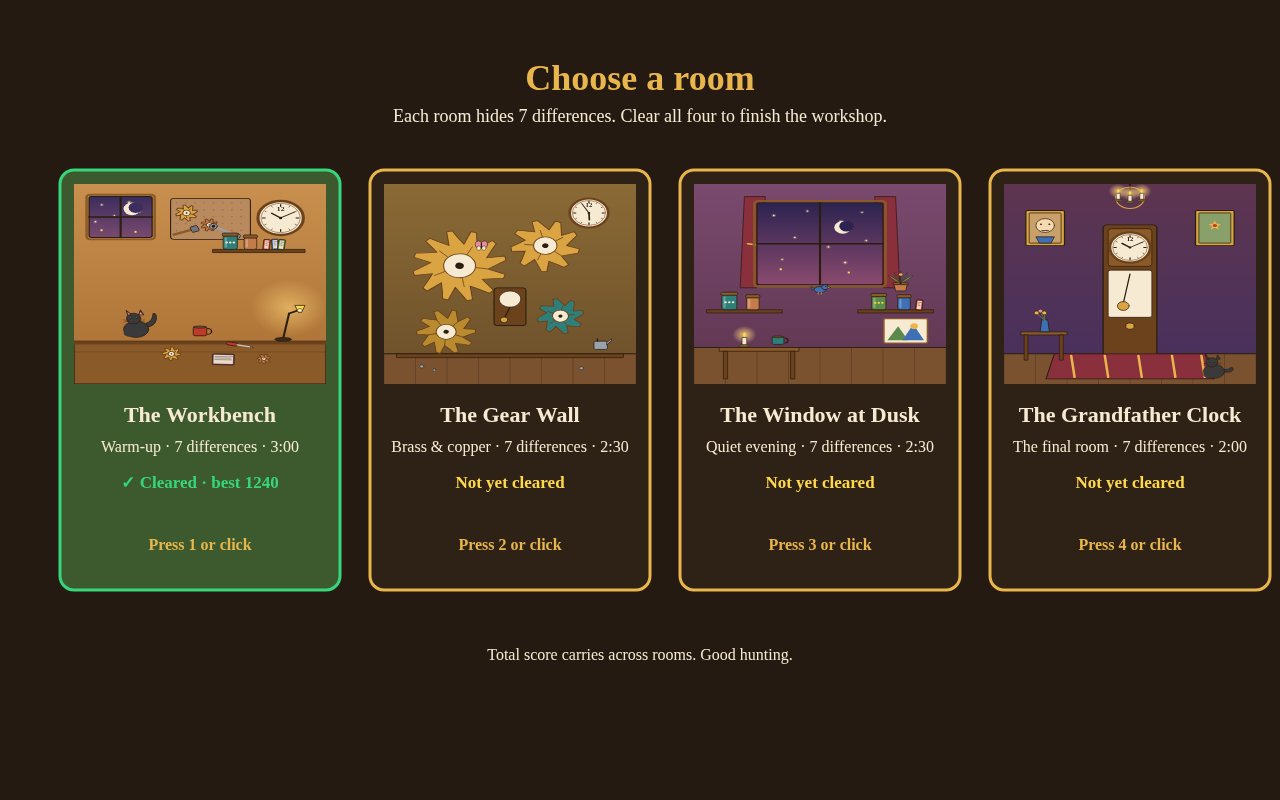 Choose a room
Each room hides 7 differences. Clear all four to finish the workshop.
12
12
12
The Workbench
Warm-up · 7 differences · 3:00
✓ Cleared · best 1240
Press 1 or click
The Gear Wall
Brass & copper · 7 differences · 2:30
Not yet cleared
Press 2 or click
The Window at Dusk
Quiet evening · 7 differences · 2:30
Not yet cleared
Press 3 or click
The Grandfather Clock
The final room · 7 differences · 2:00
Not yet cleared
Press 4 or click
Total score carries across rooms. Good hunting.